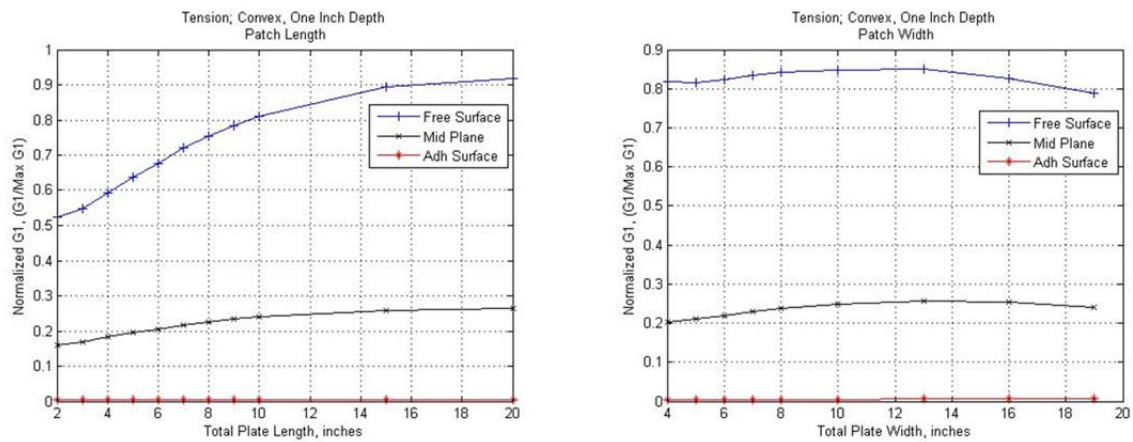 Tension; Convex, One Inch Depth
Patch Length
1
0.9
0.8
0.7
0.6
0.5
0.4
0.3
0.2
0.1
0
Normalized G1, (G1/Max G1)
Free Surface
Mid Plane
Adh Surface
2 4 6 8 10 12 14 16 18 20
Total Plate Length, inches
Tension; Convex, One Inch Depth
Patch Width
0.9
0.8
0.7
0.6
0.5
0.4
0.3
0.2
0.1
0
Normalized G1, (G1/Max G1)
Free Surface
Mid Plane
Adh Surface
4 6 8 10 12 14 16 18 20
Total Plate Width, inches